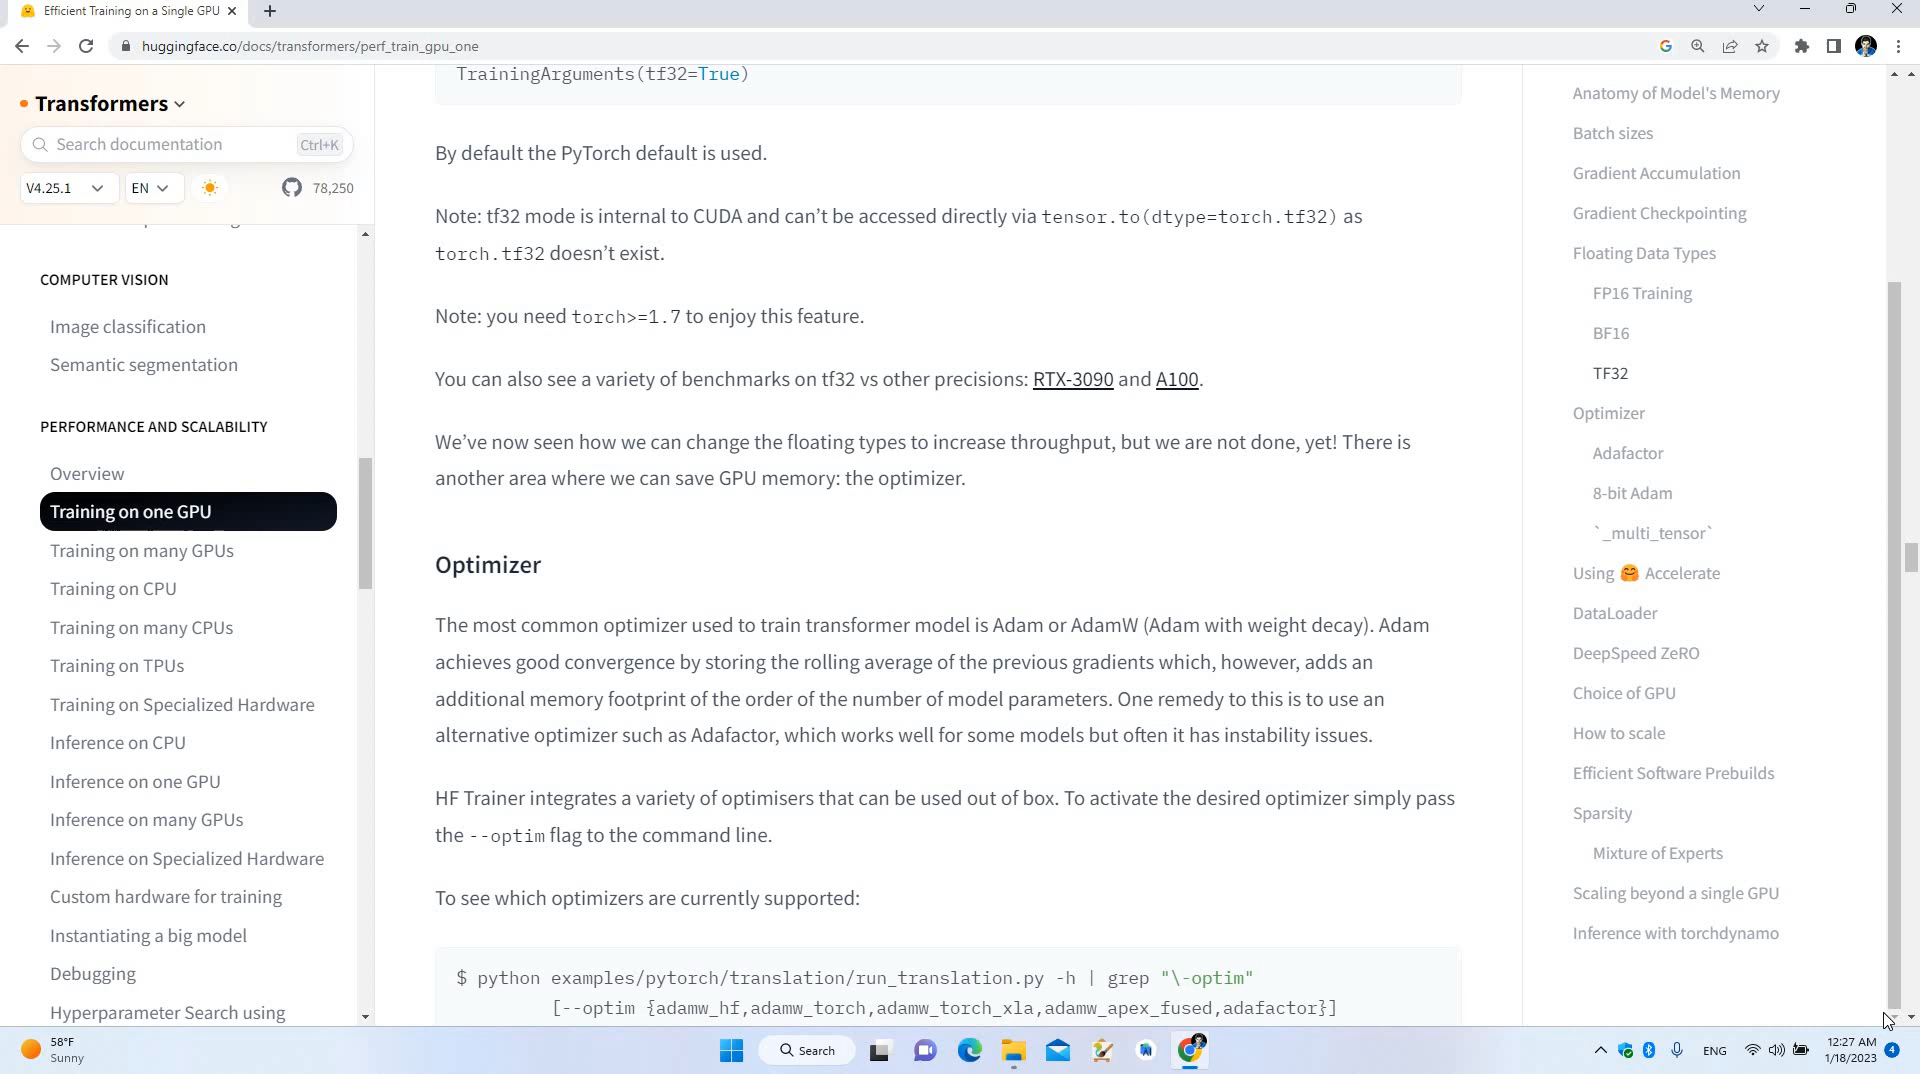 Efficient Training on a Single GPU
huggingface.co/docs/transformers/perf_train_gpu_one
Transformers
Search documentation Ctrl+K
V4.25.1 EN 78,250
COMPUTER VISION
Image classification
Semantic segmentation
PERFORMANCE AND SCALABILITY
Overview
Training on one GPU
Training on many GPUs
Training on CPU
Training on many CPUs
Training on TPUs
Training on Specialized Hardware
Inference on CPU
Inference on one GPU
Inference on many GPUs
Inference on Specialized Hardware
Custom hardware for training
Instantiating a big model
Debugging
Hyperparameter Search using
TrainingArguments(tf32=True)
By default the PyTorch default is used.
Note: tf32 mode is internal to CUDA and can’t be accessed directly via tensor.to(dtype=torch.tf32) as
torch.tf32 doesn’t exist.
Note: you need torch>=1.7 to enjoy this feature.
You can also see a variety of benchmarks on tf32 vs other precisions: RTX-3090 and A100.
We’ve now seen how we can change the floating types to increase throughput, but we are not done, yet! There is
another area where we can save GPU memory: the optimizer.
Optimizer
The most common optimizer used to train transformer model is Adam or AdamW (Adam with weight decay). Adam
achieves good convergence by storing the rolling average of the previous gradients which, however, adds an
additional memory footprint of the order of the number of model parameters. One remedy to this is to use an
alternative optimizer such as Adafactor, which works well for some models but often it has instability issues.
HF Trainer integrates a variety of optimisers that can be used out of box. To activate the desired optimizer simply pass
the --optim flag to the command line.
To see which optimizers are currently supported:
$ python examples/pytorch/translation/run_translation.py -h | grep "\-optim"
[--optim {adamw_hf,adamw_torch,adamw_torch_xla,adamw_apex_fused,adafactor}]
Anatomy of Model's Memory
Batch sizes
Gradient Accumulation
Gradient Checkpointing
Floating Data Types
FP16 Training
BF16
TF32
Optimizer
Adafactor
8-bit Adam
`_multi_tensor`
Using 🤗 Accelerate
DataLoader
DeepSpeed ZeRO
Choice of GPU
How to scale
Efficient Software Prebuilds
Sparsity
Mixture of Experts
Scaling beyond a single GPU
Inference with torchdynamo
58°F
Sunny
Search
ENG
12:27 AM
1/18/2023
4